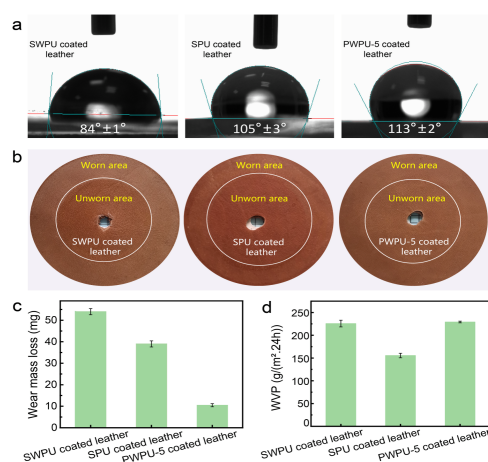 a
SWPU coated
leather
84°±1°
SPU coated
leather
105°±3°
PWPU-5 coated
leather
113°±2°
b
Worn area
Unworn area
SWPU coated
leather
Worn area
Unworn area
SPU coated
leather
Worn area
Unworn area
PWPU-5 coated
leather
c
Wear mass loss (mg)
60
50
40
30
20
10
0
SWPU coated leather
SPU coated leather
PWPU-5 coated leather
d
WVP (g/(m².24h))
250
200
150
100
50
0
SWPU coated leather
SPU coated leather
PWPU-5 coated leather